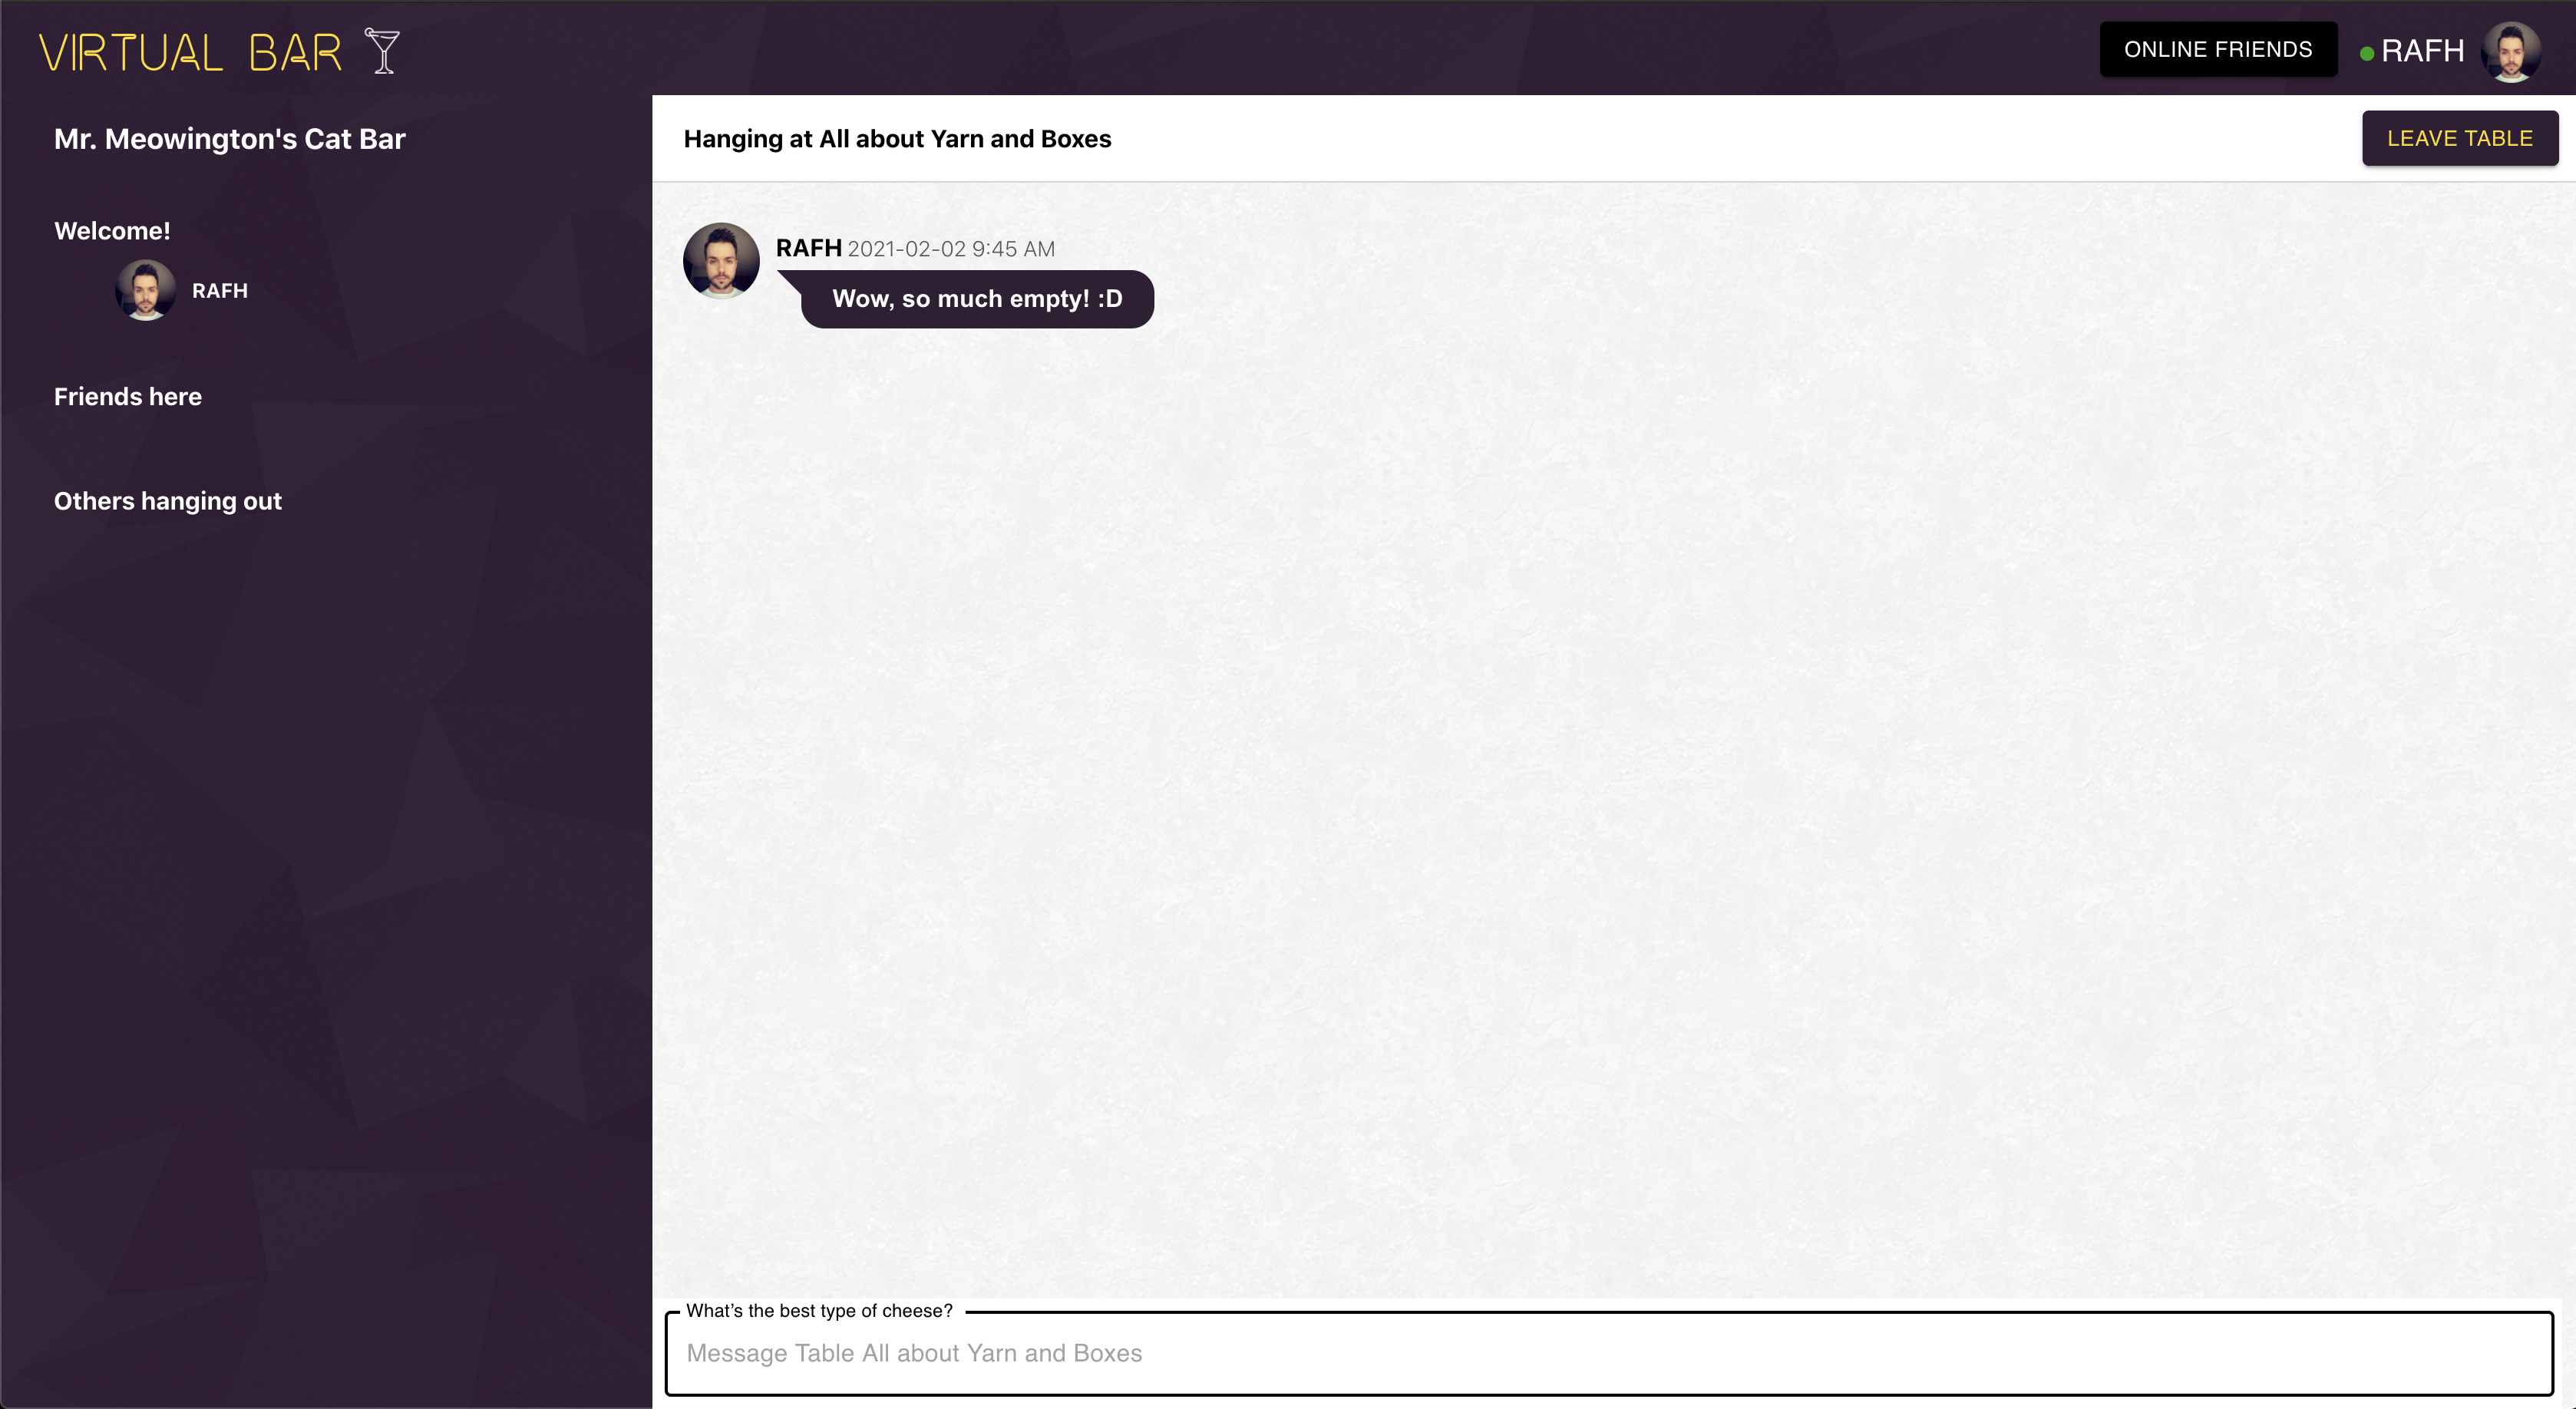 VIRTUAL BAR
ONLINE FRIENDS
RAFH
Mr. Meowington's Cat Bar
Welcome!
RAFH
Friends here
Others hanging out
Hanging at All about Yarn and Boxes
LEAVE TABLE
RAFH 2021-02-02 9:45 AM
Wow, so much empty! :D
What's the best type of cheese?
Message Table All about Yarn and Boxes